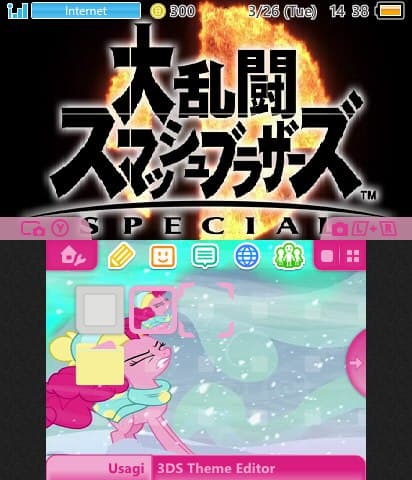 Internet
300
3/26 (Tue)
14 38
大乱闘
スマッシュブラザーズ
TM
SPECIAL
Y
L+R
Usagi
3DS Theme Editor